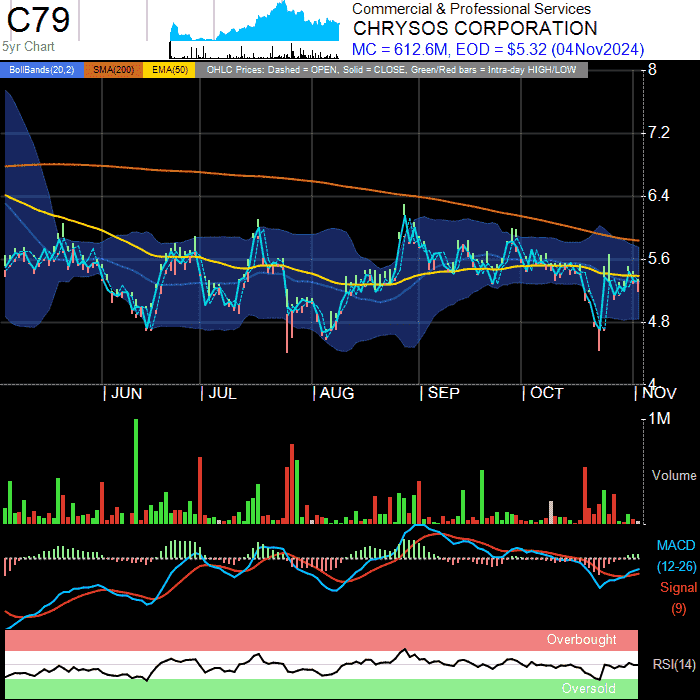 C79
5yr Chart
Commercial & Professional Services
CHRYSOS CORPORATION
MC = 612.6M, EOD = $5.32 (04Nov2024)
BollBands(20,2) SMA(200) EMA(50) OHLC Prices: Dashed = OPEN, Solid = CLOSE, Green/Red bars = Intra-day HIGH/LOW
8
7.2
6.4
5.6
4.8
4
JUN JUL AUG SEP OCT NOV
1M
Volume
MACD
(12-26)
Signal
(9)
Overbought
RSI(14)
Oversold